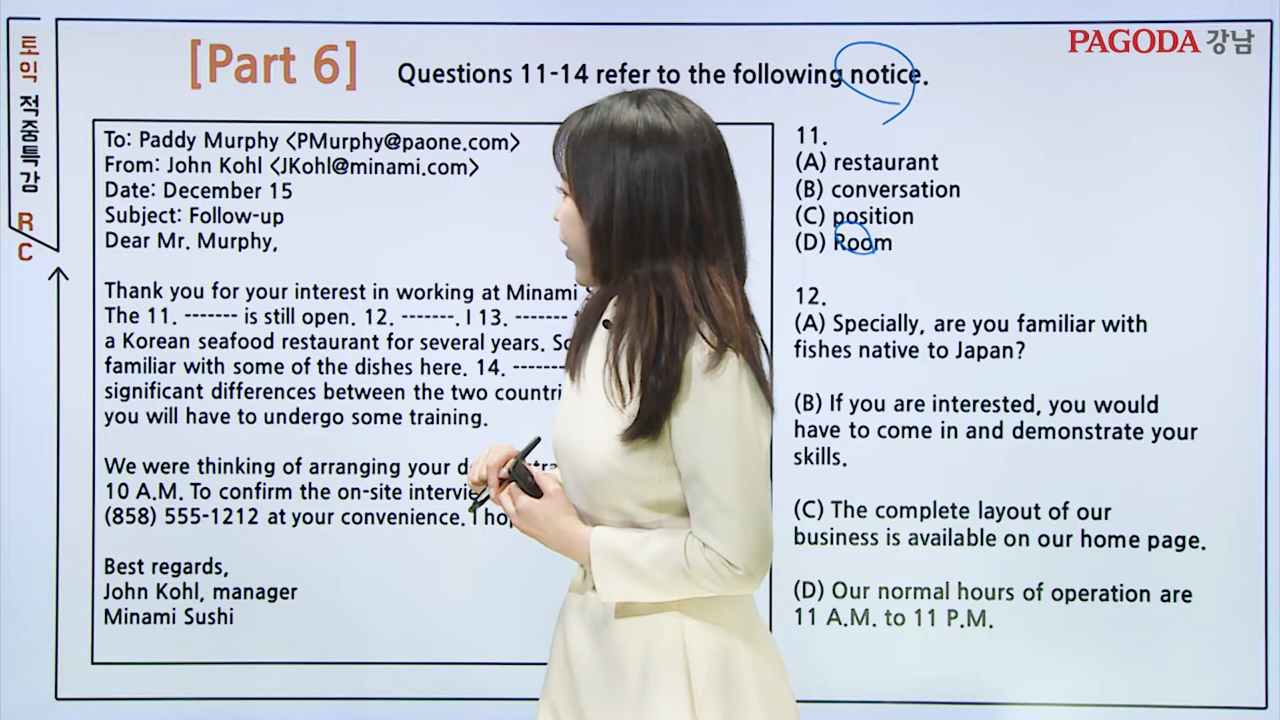 토익 적중특강
R
C
[Part 6]
Questions 11-14 refer to the following notice.
PAGODA 강남
To: Paddy Murphy <PMurphy@paone.com>
From: John Kohl <JKohl@minami.com>
Date: December 15
Subject: Follow-up
Dear Mr. Murphy,
Thank you for your interest in working at Minami
The 11. ------- is still open. 12. -------. I 13. -------
a Korean seafood restaurant for several years.
familiar with some of the dishes here. 14. -------
significant differences between the two
you will have to undergo some training.
We were thinking of arranging your
10 A.M. To confirm the on-site
(858) 555-1212 at your convenience. I
Best regards,
John Kohl, manager
Minami Sushi
11.
(A) restaurant
(B) conversation
(C) position
(D) Room
12.
(A) Specially, are you familiar with
fishes native to Japan?
(B) If you are interested, you would
have to come in and demonstrate your
skills.
(C) The complete layout of our
business is available on our home page.
(D) Our normal hours of operation are
11 A.M. to 11 P.M.